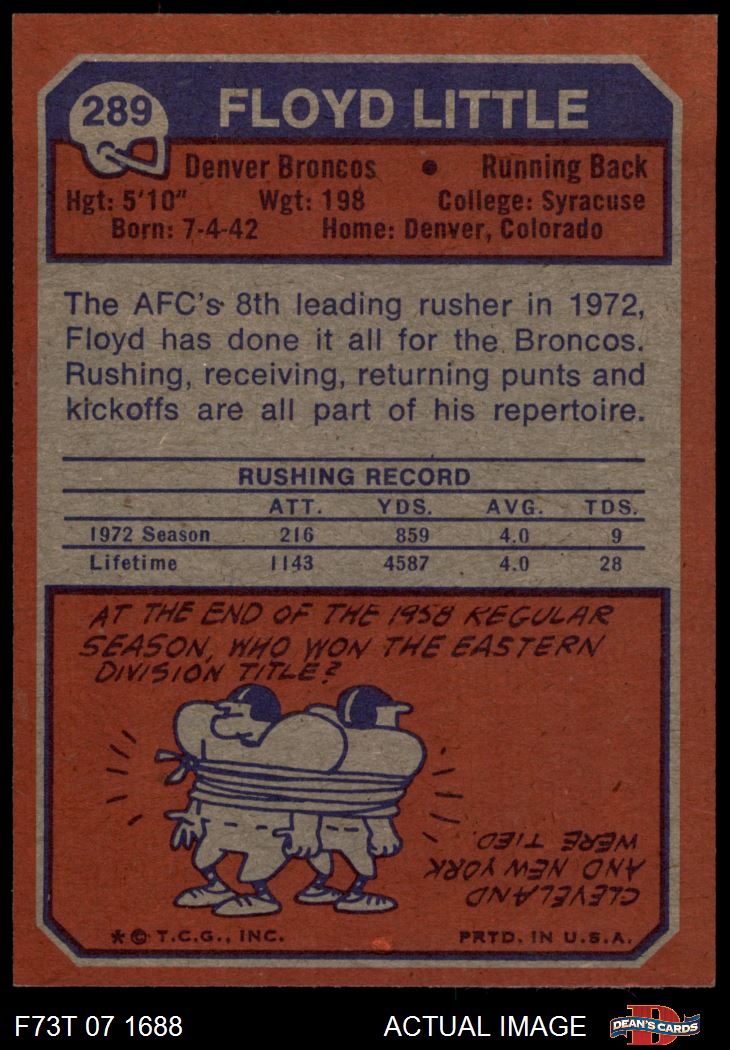 289
FLOYD LITTLE
Denver Broncos • Running Back
Hgt: 5'10" Wgt: 198 College: Syracuse
Born: 7-4-42 Home: Denver, Colorado
The AFC's 8th leading rusher in 1972,
Floyd has done it all for the Broncos.
Rushing, receiving, returning punts and
kickoffs are all part of his repertoire.
RUSHING RECORD
ATT. YDS. AVG. TDS.
1972 Season 216 859 4.0 9
Lifetime 1143 4587 4.0 28
AT THE END OF THE 1958 REGULAR
SEASON, WHO WON THE EASTERN
DIVISION TITLE?
CLEVELAND
AND NEW YORK
WERE TIED.
* © T.C.G., INC. PRTD. IN U.S.A.
F73T 07 1688 ACTUAL IMAGE DEAN'S CARDS